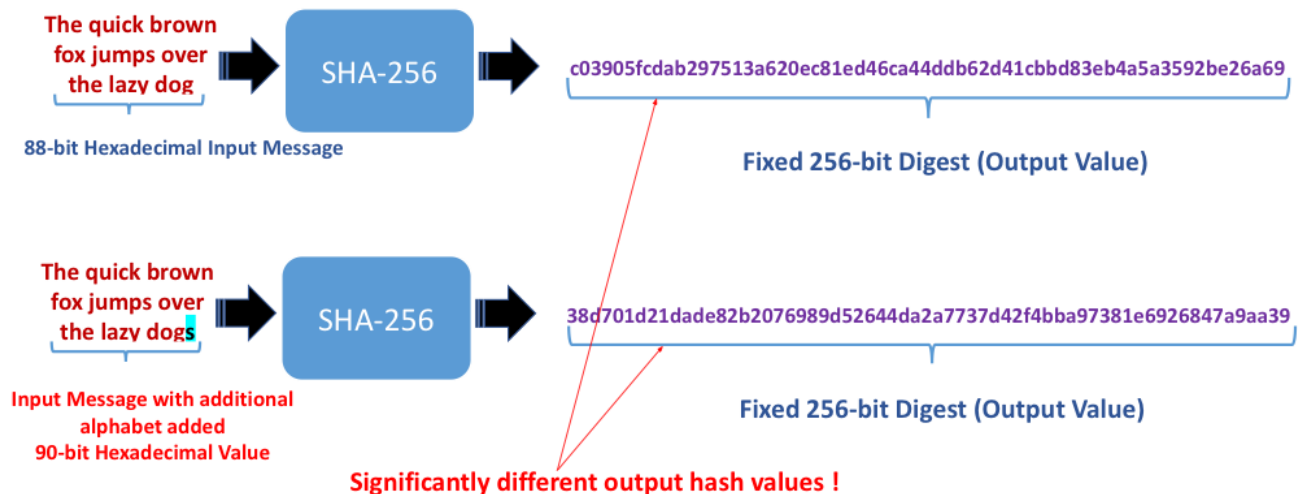 The quick brown
fox jumps over
the lazy dog
SHA-256
c03905fcdab297513a620ec81ed46ca44ddb62d41cbbd83eb4a5a3592be26a69
88-bit Hexadecimal Input Message
Fixed 256-bit Digest (Output Value)
The quick brown
fox jumps over
the lazy dogs
SHA-256
38d701d21dade82b2076989d52644da2a7737d42f4bba97381e6926847a9aa39
Input Message with additional
alphabet added
90-bit Hexadecimal Value
Fixed 256-bit Digest (Output Value)
Significantly different output hash values !